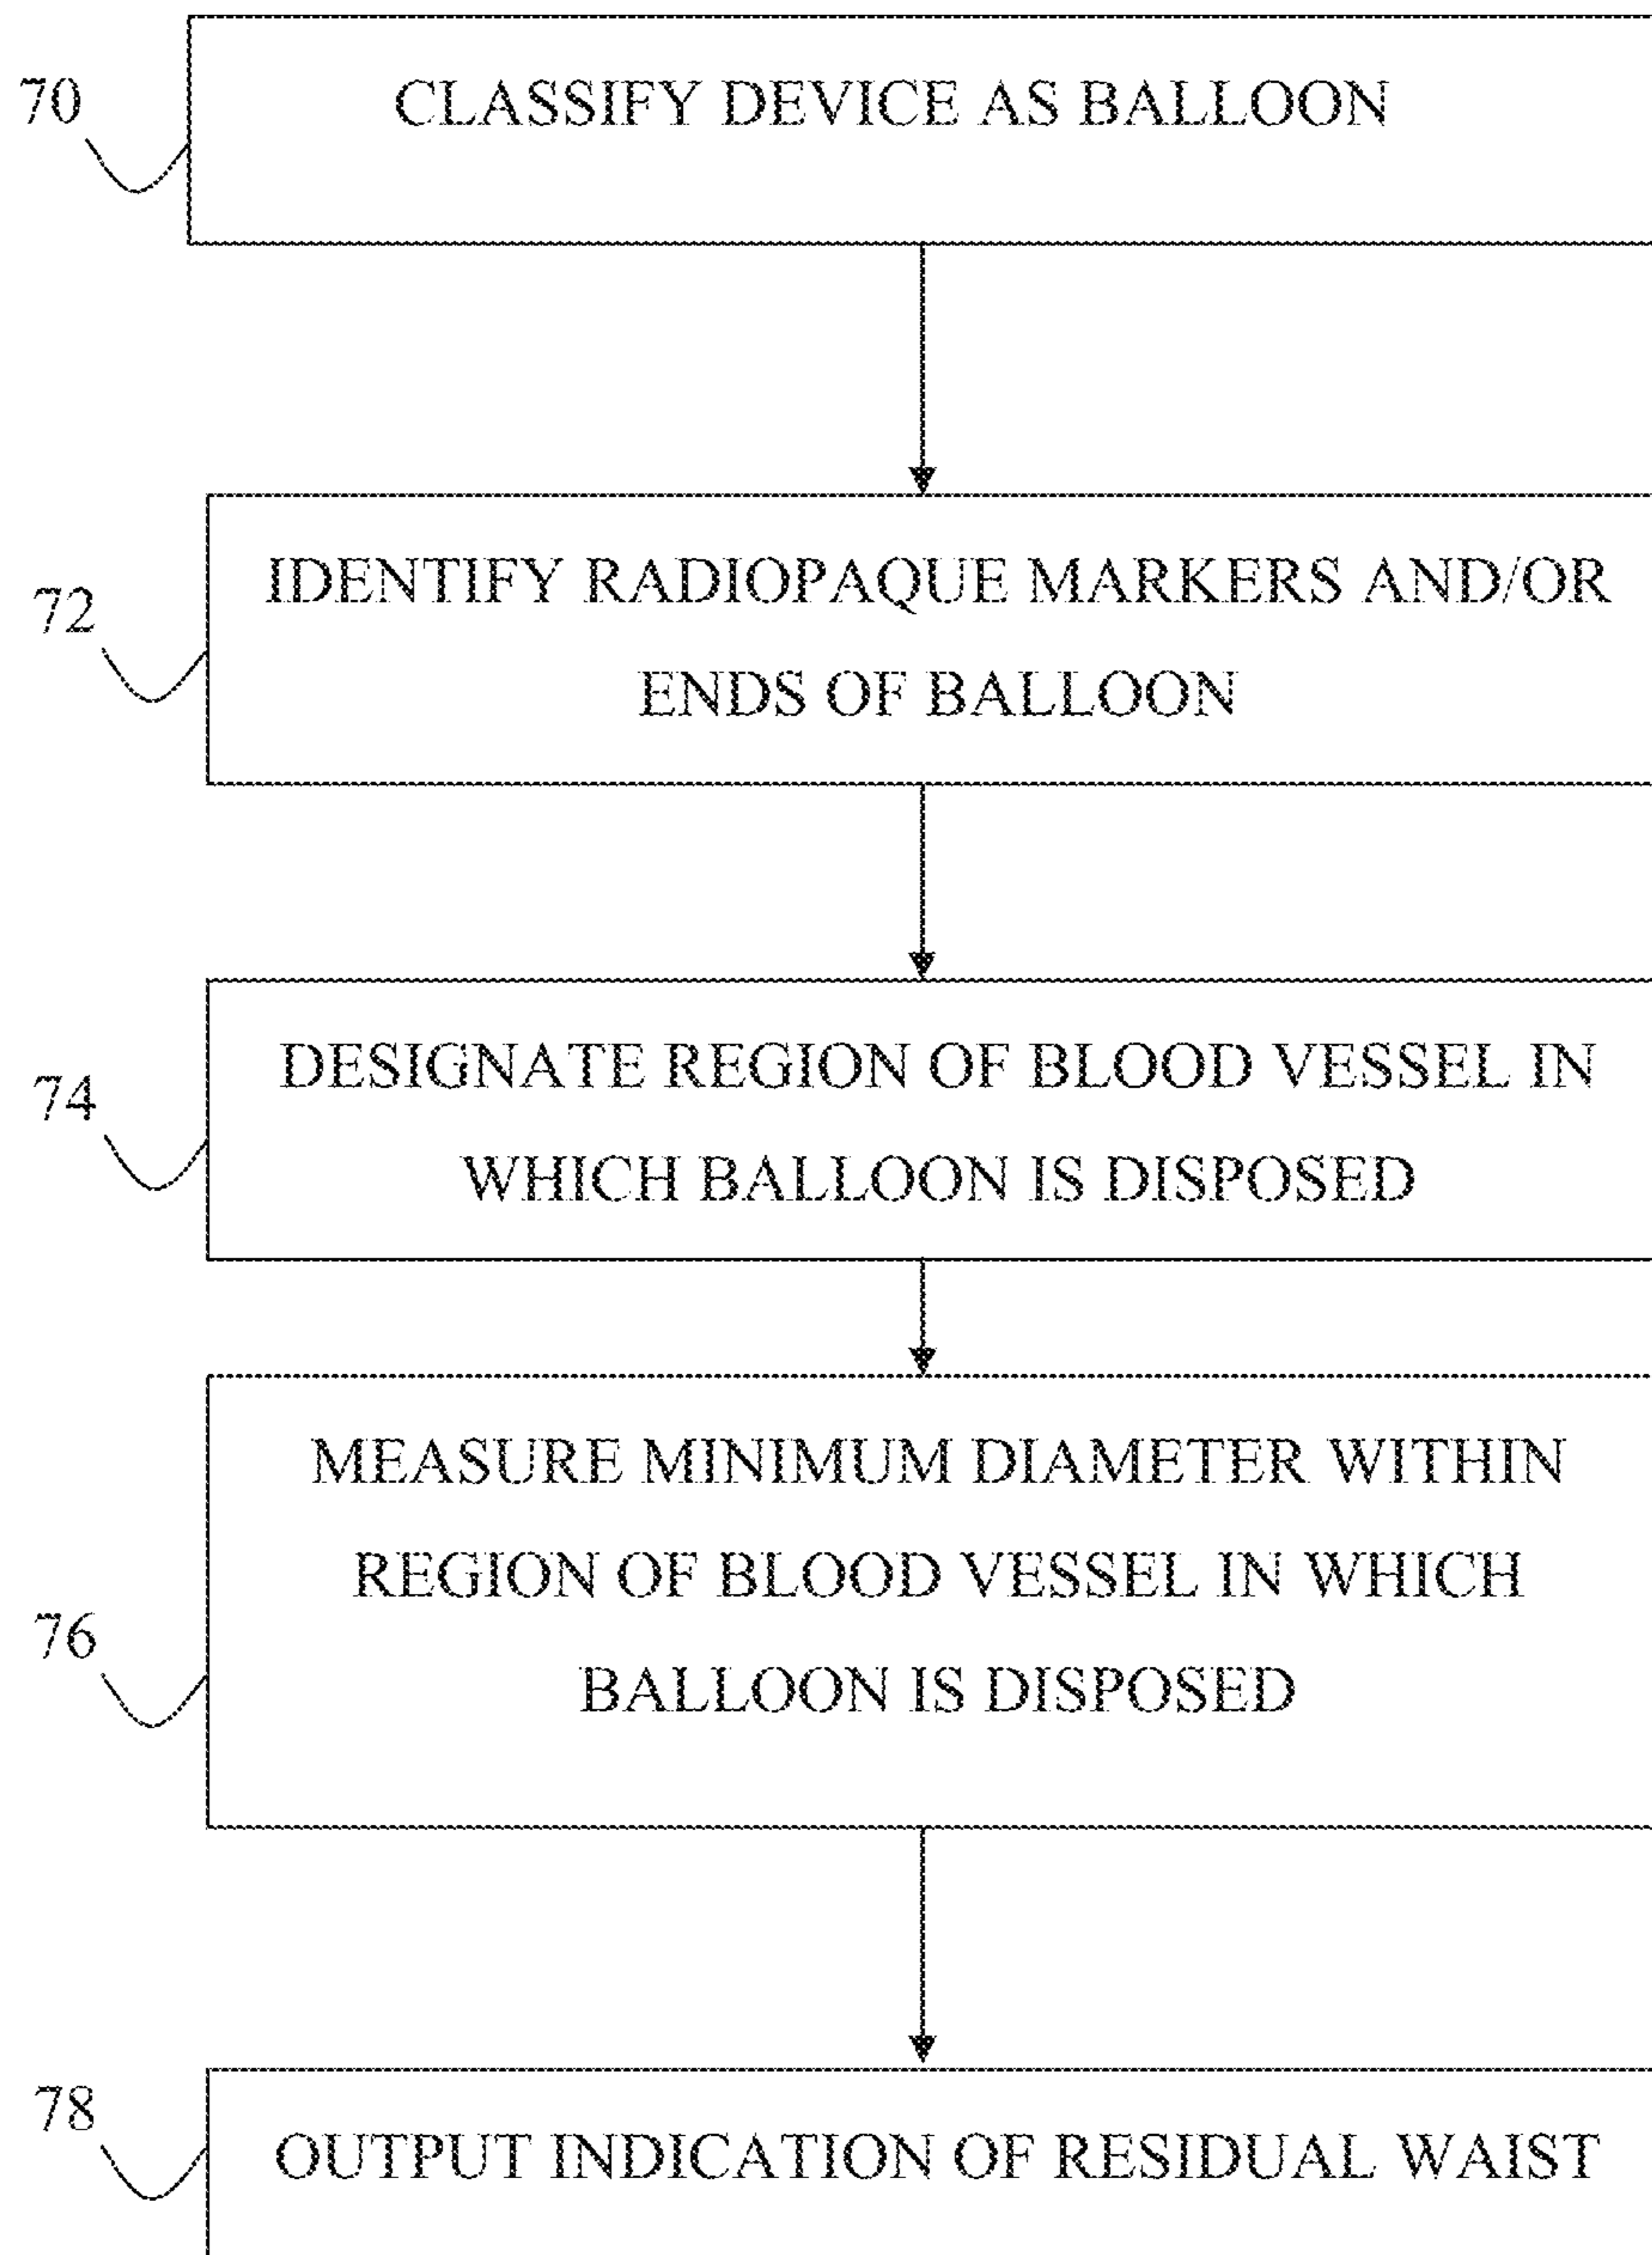 70
CLASSIFY DEVICE AS BALLOON
72
IDENTIFY RADIOPAQUE MARKERS AND/OR
ENDS OF BALLOON
74
DESIGNATE REGION OF BLOOD VESSEL IN
WHICH BALLOON IS DISPOSED
76
MEASURE MINIMUM DIAMETER WITHIN
REGION OF BLOOD VESSEL IN WHICH
BALLOON IS DISPOSED
78
OUTPUT INDICATION OF RESIDUAL WAIST